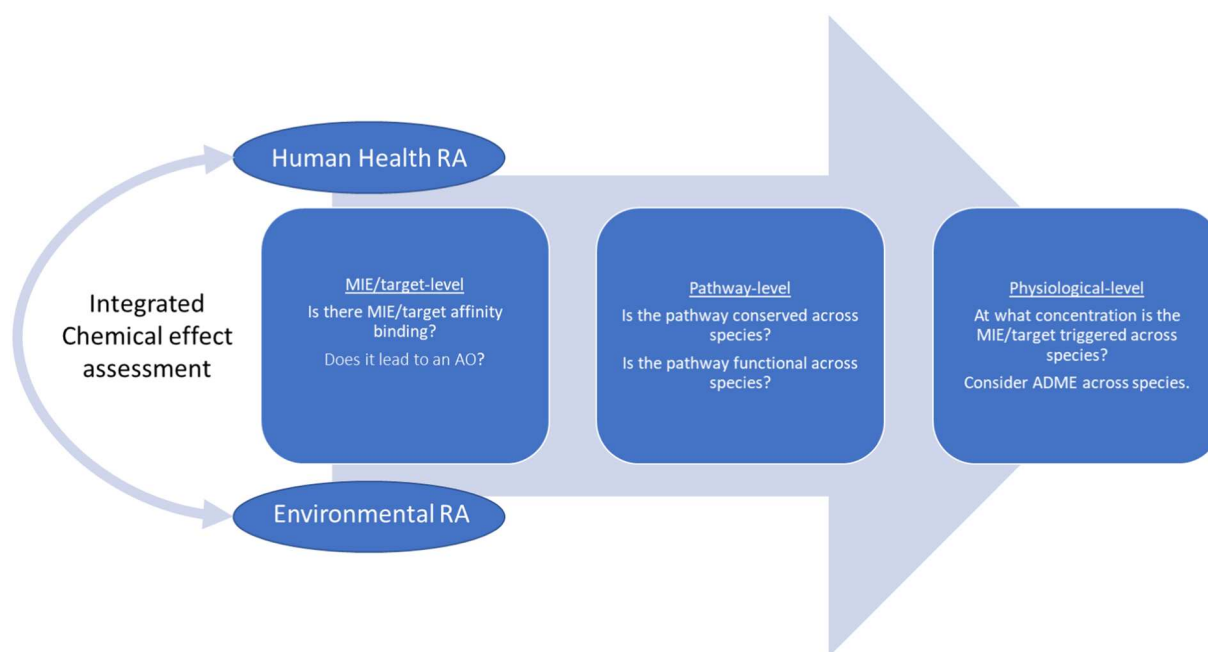 Human Health RA
Integrated
Chemical effect
assessment
MIE/target-level
Is there MIE/target affinity
binding?
Does it lead to an AO?
Pathway-level
Is the pathway conserved across
species?
Is the pathway functional across
species?
Physiological-level
At what concentration is the
MIE/target triggered across
species?
Consider ADME across species.
Environmental RA